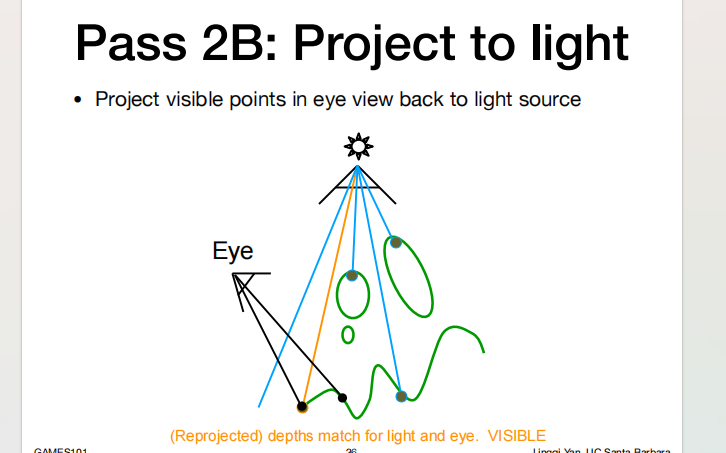 Pass 2B: Project to light
• Project visible points in eye view back to light source
Eye
(Reprojected) depths match for light and eye. VISIBLE
GAMES101 26 Lingqi Yan, UC Santa Barbara